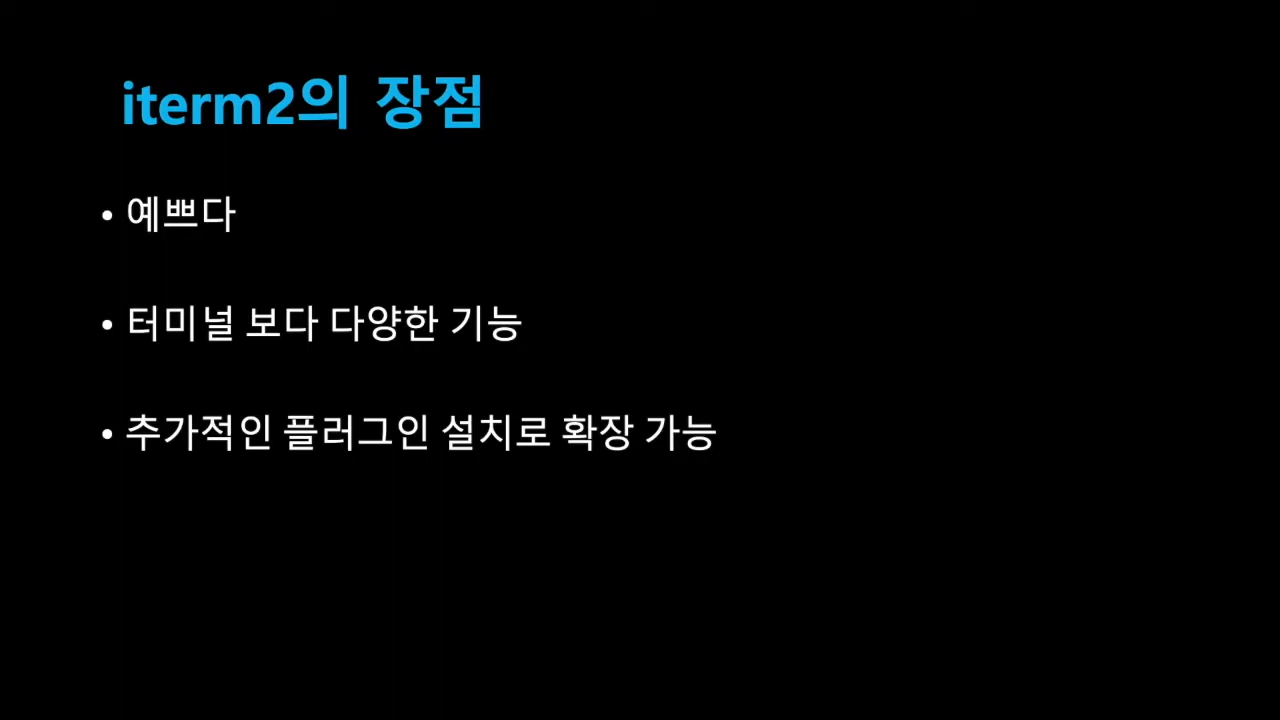 iterm2의 장점
• 예쁘다
• 터미널 보다 다양한 기능
• 추가적인 플러그인 설치로 확장 가능